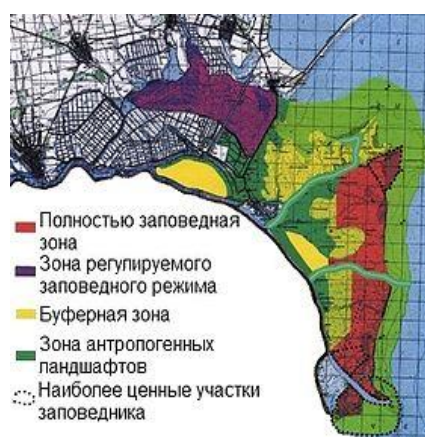 Полностью заповедная
зона
Зона регулируемого
заповедного режима
Буферная зона
Зона антропогенных
ландшафтов
Наиболее ценные участки
заповедника